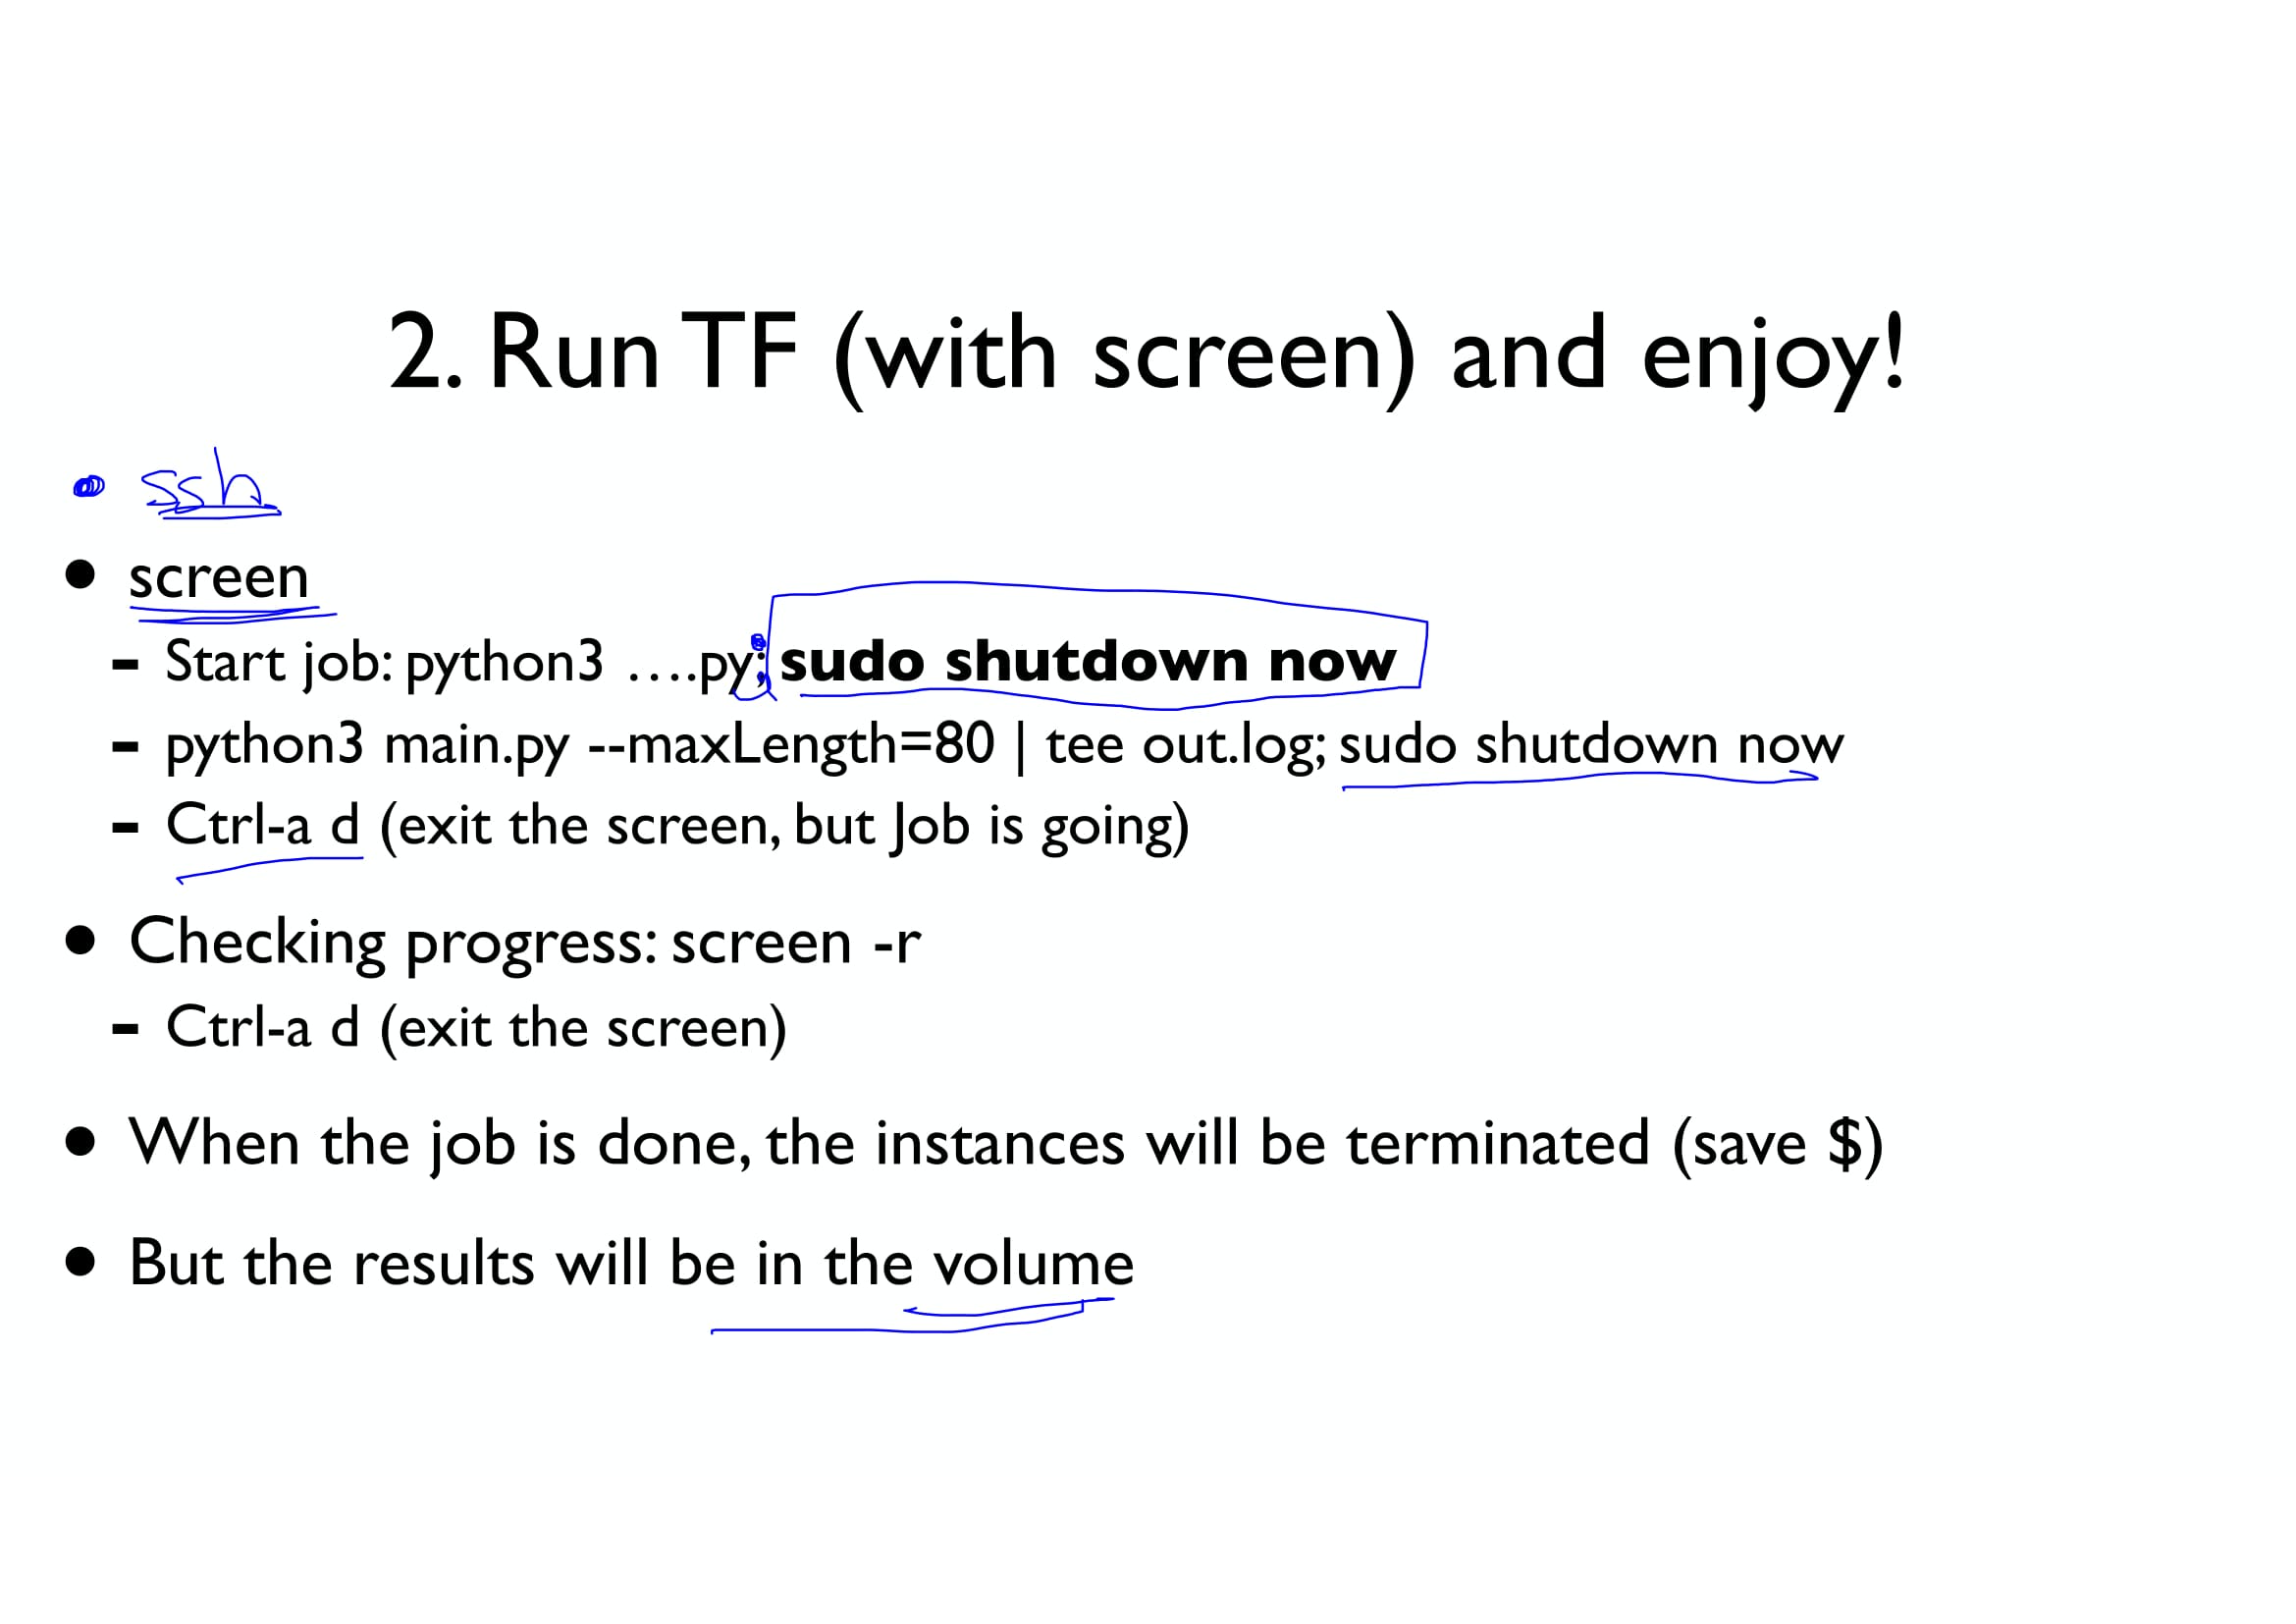 2. Run TF (with screen) and enjoy!
• ssh
• screen
- Start job: python3 ....py; sudo shutdown now
- python3 main.py --maxLength=80 | tee out.log; sudo shutdown now
- Ctrl-a d (exit the screen, but Job is going)
• Checking progress: screen -r
- Ctrl-a d (exit the screen)
• When the job is done, the instances will be terminated (save $)
• But the results will be in the volume